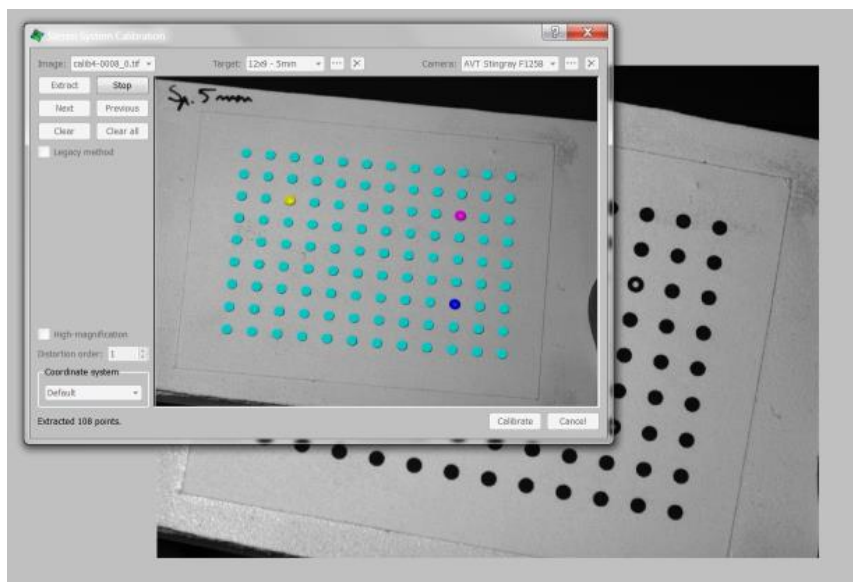 Stereo System Calibration
Image: calib4-0008_0.tif Target: 12x9 - 5mm ... Camera: AVT Stingray F125B ...
Extract Stop
Next Previous
Clear Clear all
Legacy method
Sp. 5 mm
High-magnification
Distortion order: 1
Coordinate system
Default
Extracted 108 points.
Calibrate Cancel